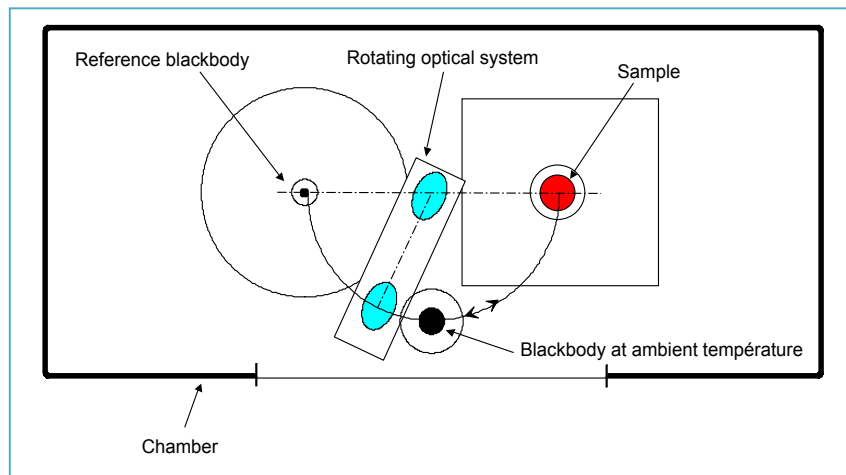 Reference blackbody
Rotating optical system
Sample
Blackbody at ambient température
Chamber